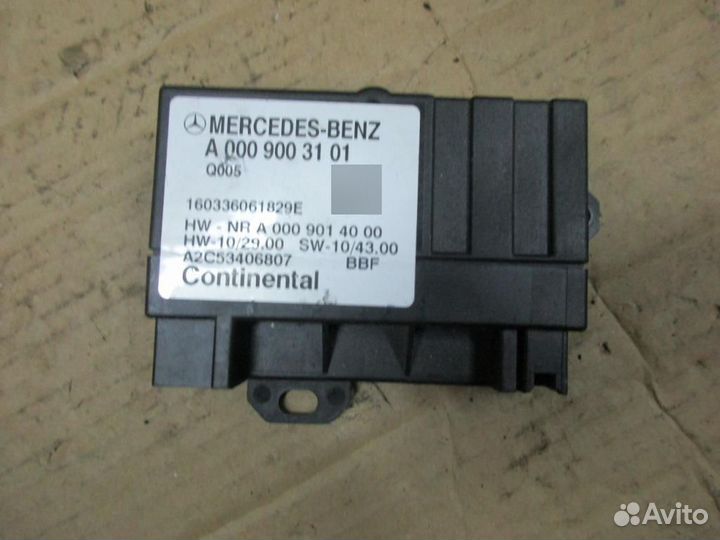 MERCEDES-BENZ
A 000 900 31 01
Q005
160336061829E
HW - NR A 000 901 40 00
HW-10/29.00 SW-10/43.00
A2C53406807 BBF
Continental
Avito